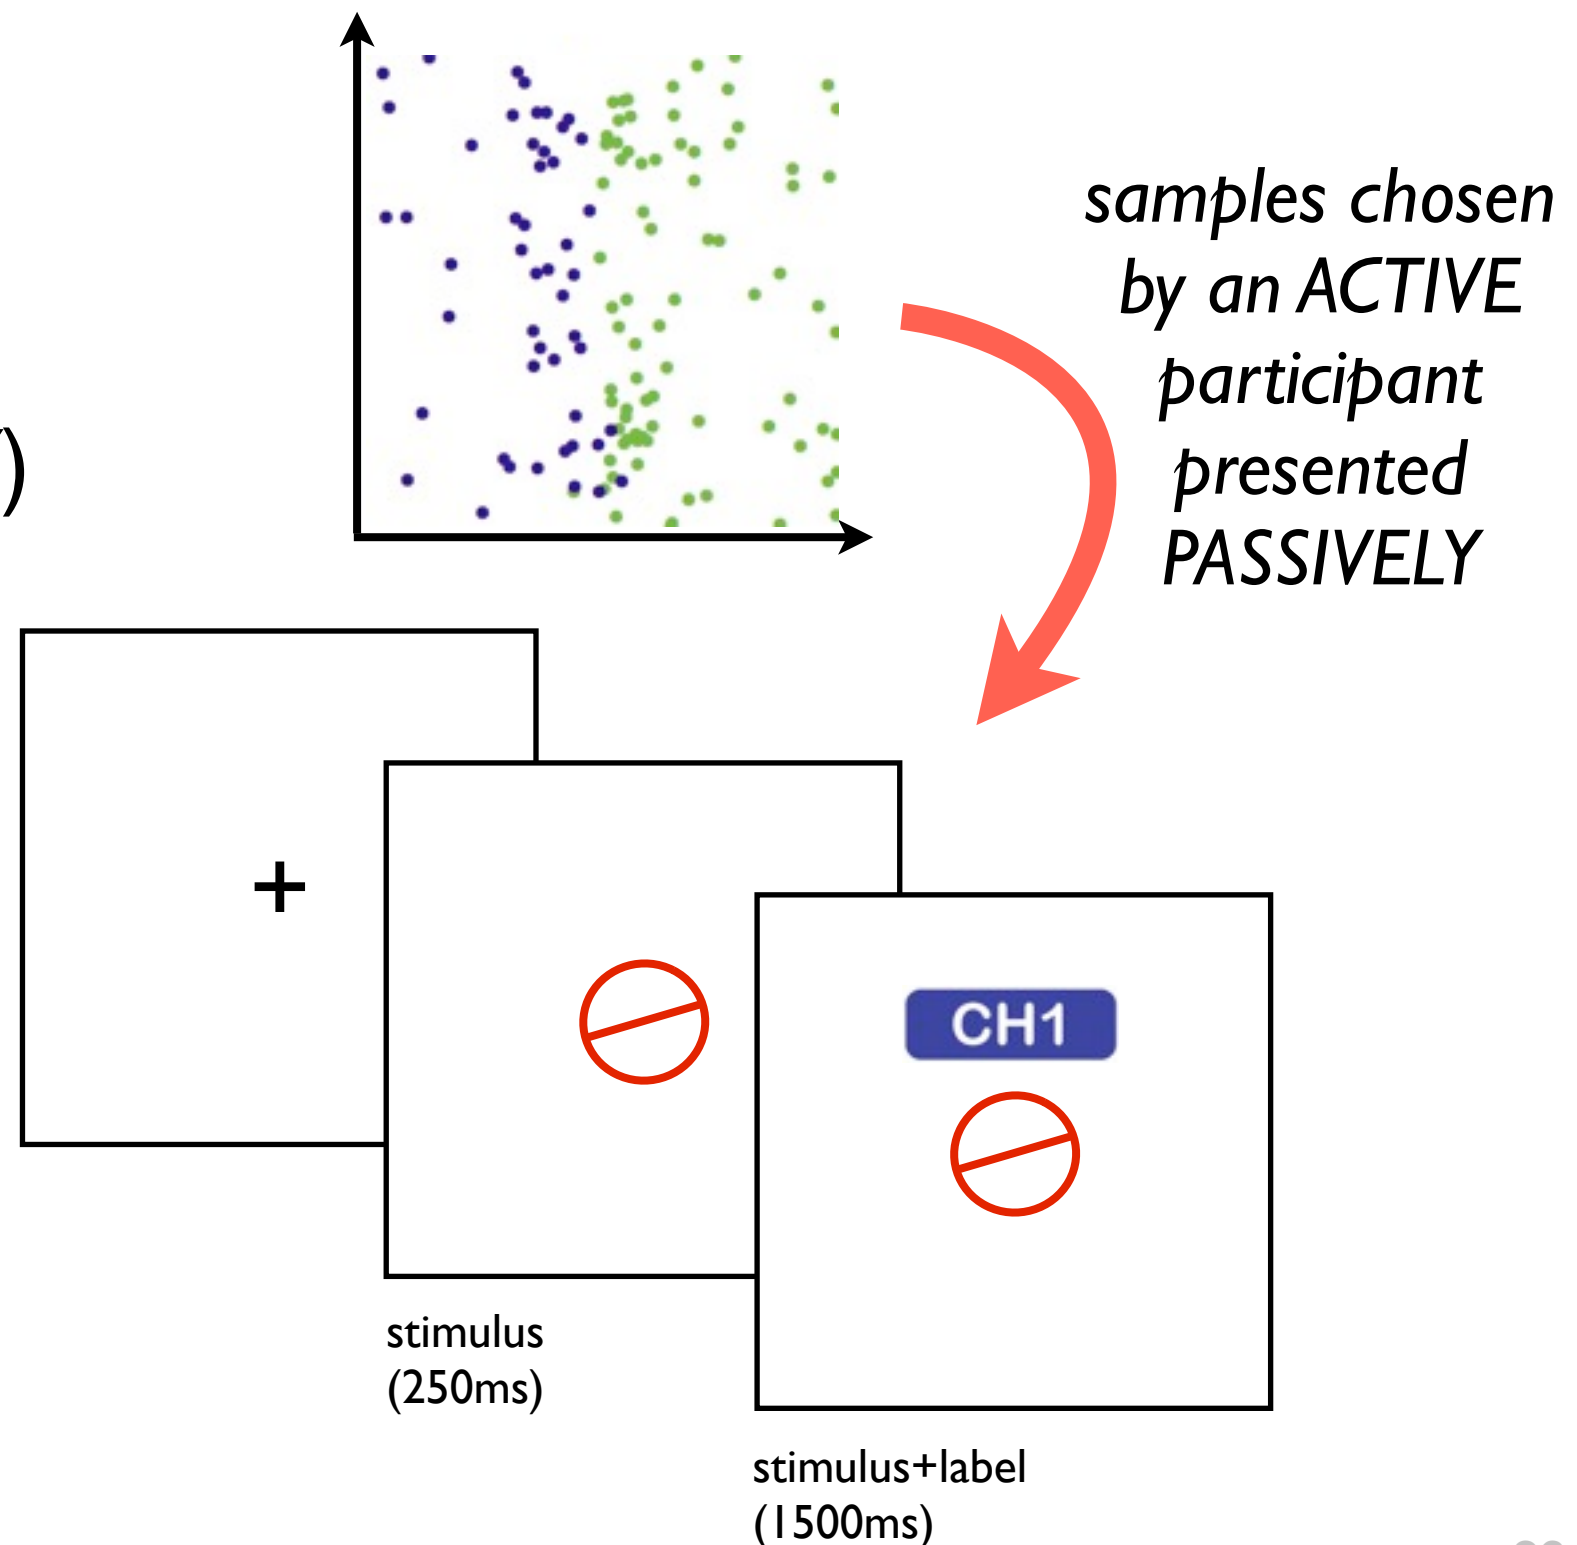 samples chosen
by an ACTIVE
participant
presented
PASSIVELY
)
+
CH1
stimulus
(250ms)
stimulus+label
(1500ms)